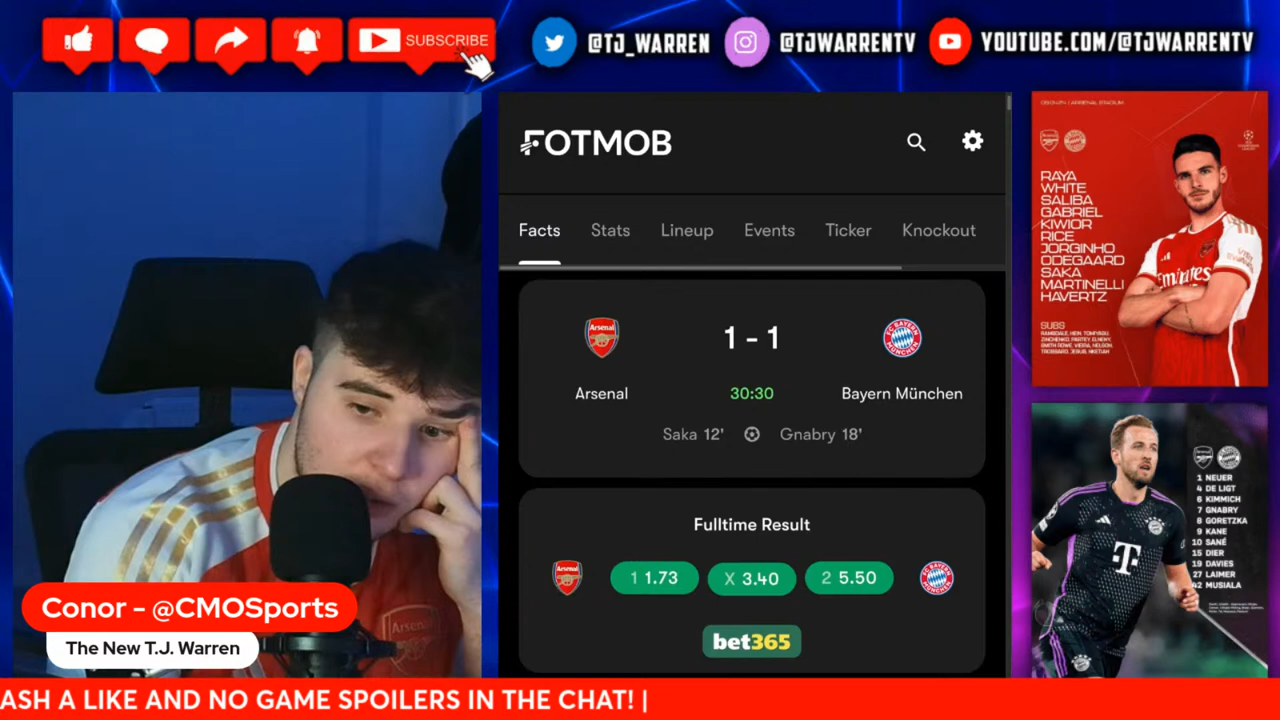 SUBSCRIBE
@TJ_WARREN
@TJWARRENTV
YOUTUBE.COM/@TJWARRENTV
FOTMOB
Facts Stats Lineup Events Ticker Knockout
Arsenal
1 - 1
Arsenal
30:30
Bayern München
Saka 12' Gnabry 18'
Fulltime Result
1 1.73
X 3.40
2 5.50
bet365
RAYA
WHITE
SALIBA
GABRIEL
KIWIOR
RICE
JORGINHO
ODEGAARD
SAKA
MARTINELLI
HAVERTZ
SUBS
Emirates
1 NEUER
4 DE LIGT
6 KIMMICH
7 GNABRY
8 GORETZKA
9 KANE
10 SANÉ
15 DIER
19 DAVIES
27 LAIMER
42 MUSIALA
T
Arsenal
Conor - @CMOSports
The New T.J. Warren
ASH A LIKE AND NO GAME SPOILERS IN THE CHAT! |